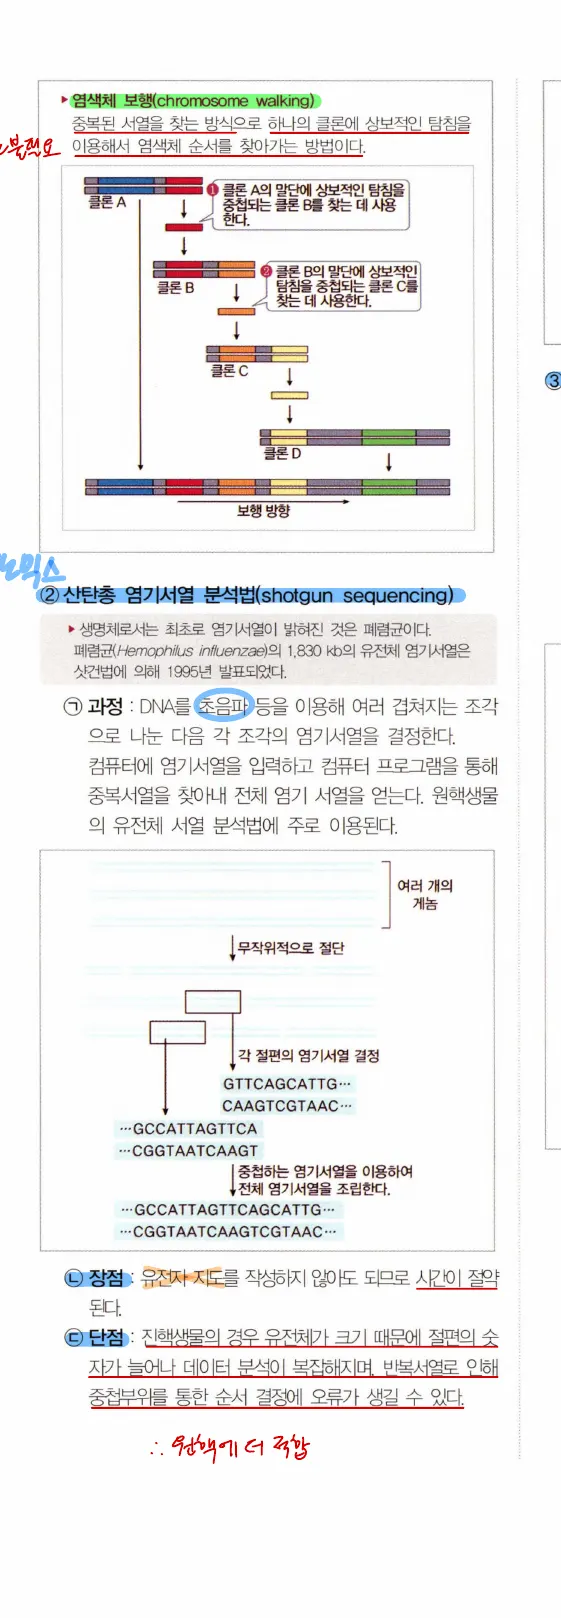 ▶ 염색체 보행(chromosome walking)
중복된 서열을 찾는 방식으로 하나의 클론에 상보적인 탐침을
이용해서 염색체 순서를 찾아가는 방법이다.
클론 A
① 클론 A의 말단에 상보적인 탐침을
중첩되는 클론 B를 찾는 데 사용
한다.
클론 B
② 클론 B의 말단에 상보적인
탐침을 중첩되는 클론 C를
찾는 데 사용한다.
클론 C
클론 D
보행 방향
③
② 산탄총 염기서열 분석법(shotgun sequencing)
▶ 생명체로서는 최초로 염기서열이 밝혀진 것은 폐렴균이다.
폐렴균(Hemophilus influenzae)의 1,830 kb의 유전체 염기서열은
샷건법에 의해 1995년 발표되었다.
㉠ 과정 : DNA를 초음파 등을 이용해 여러 겹쳐지는 조각
으로 나눈 다음 각 조각의 염기서열을 결정한다.
컴퓨터에 염기서열을 입력하고 컴퓨터 프로그램을 통해
중복서열을 찾아내 전체 염기 서열을 얻는다. 원핵생물
의 유전체 서열 분석법에 주로 이용된다.
여러 개의
게놈
무작위적으로 절단
각 절편의 염기서열 결정
GTTCAGCATTG···
CAAGTCGTAAC···
···GCCATTAGTTCA
···CGGTAATCAAGT
중첩하는 염기서열을 이용하여
전체 염기서열을 조립한다.
···GCCATTAGTTCAGCATTG···
···CGGTAATCAAGTCGTAAC···
㉡ 장점 : 유전자 지도를 작성하지 않아도 되므로 시간이 절약
된다.
㉢ 단점 : 진핵생물의 경우 유전체가 크기 때문에 절편의 숫
자가 늘어나 데이터 분석이 복잡해지며, 반복서열로 인해
중첩부위를 통한 순서 결정에 오류가 생길 수 있다.
∴ 원핵에 더 적합